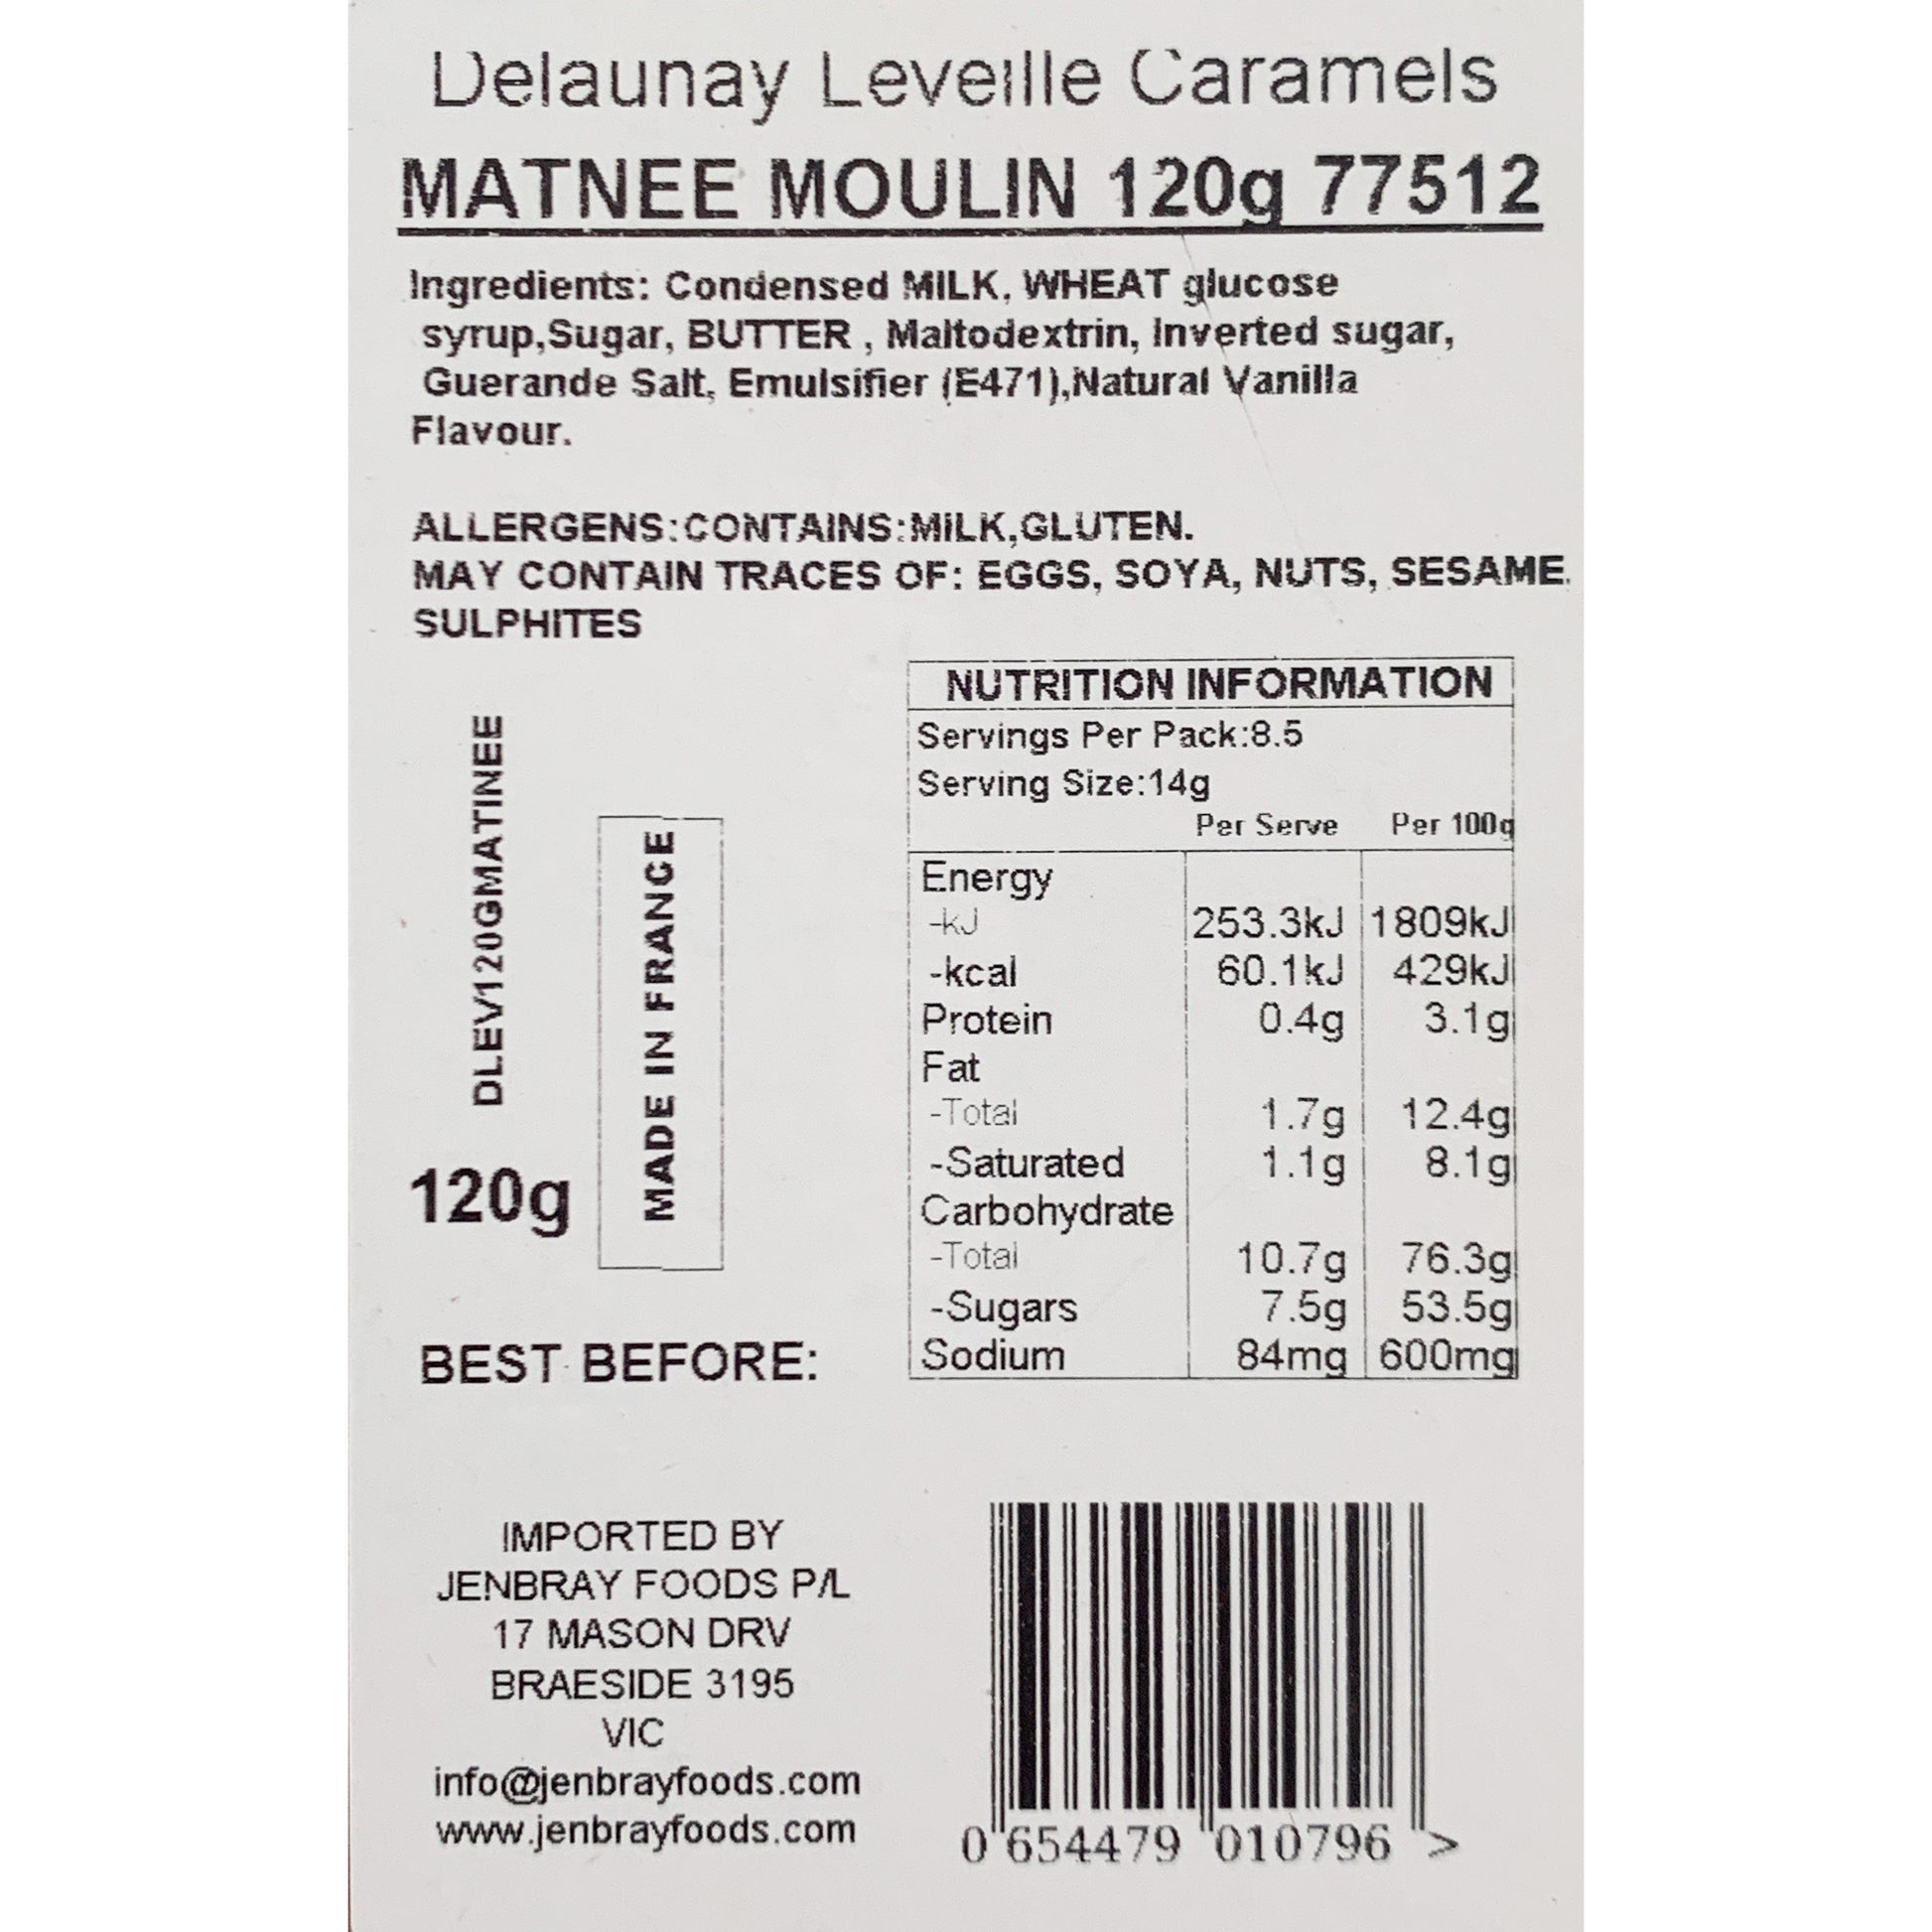 Delaunay Leveille Caramels
MATNEE MOULIN 120g 77512
Ingredients: Condensed MILK, WHEAT glucose
syrup,Sugar, BUTTER , Maltodextrin, Inverted sugar,
Guerande Salt, Emulsifier (E471),Natural Vanilla
Flavour.
ALLERGENS:CONTAINS:MILK,GLUTEN.
MAY CONTAIN TRACES OF: EGGS, SOYA, NUTS, SESAME.
SULPHITES
DLEV120GMATINEE
MADE IN FRANCE
120g
BEST BEFORE:
NUTRITION INFORMATION
Servings Per Pack:8.5
Serving Size:14g
Per Serve Per 100g
Energy
-kJ 253.3kJ 1809kJ
-kcal 60.1kJ 429kJ
Protein 0.4g 3.1g
Fat
-Total 1.7g 12.4g
-Saturated 1.1g 8.1g
Carbohydrate
-Total 10.7g 76.3g
-Sugars 7.5g 53.5g
Sodium 84mg 600mg
IMPORTED BY
JENBRAY FOODS P/L
17 MASON DRV
BRAESIDE 3195
VIC
info@jenbrayfoods.com
www.jenbrayfoods.com
0 654479 010796 >